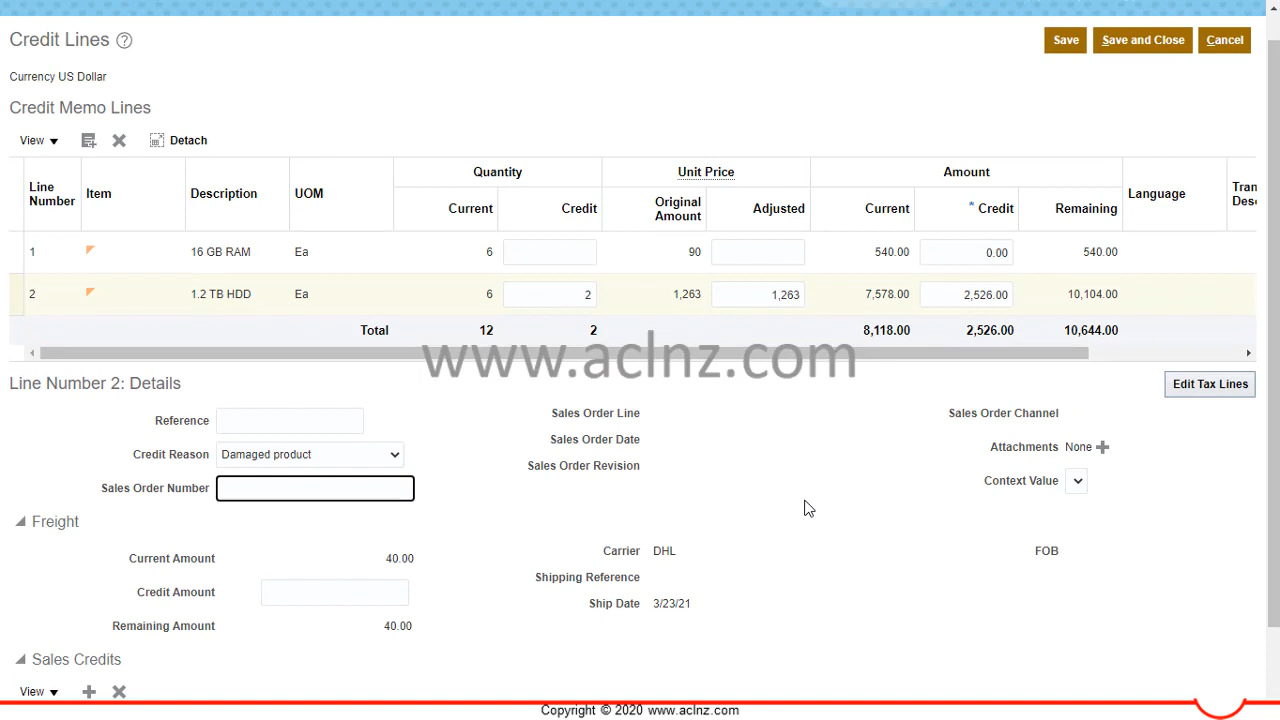 Credit Lines ?
Save
Save and Close
Cancel
Currency US Dollar
Credit Memo Lines
View
Detach
Line Number
Item
Description
UOM
Quantity
Current
Credit
Unit Price
Original Amount
Adjusted
Amount
Current
* Credit
Remaining
Language
Tran
Desc
1 16 GB RAM Ea 6 90 540.00 0.00 540.00
2 1.2 TB HDD Ea 6 2 1,263 1,263 7,578.00 2,526.00 10,104.00
Total 12 2 8,118.00 2,526.00 10,644.00
www.aclnz.com
Line Number 2: Details
Edit Tax Lines
Reference
Credit Reason Damaged product
Sales Order Number
Sales Order Line
Sales Order Date
Sales Order Revision
Sales Order Channel
Attachments None
Context Value
Freight
Current Amount 40.00
Credit Amount
Remaining Amount 40.00
Carrier DHL
Shipping Reference
Ship Date 3/23/21
FOB
Sales Credits
View
Copyright © 2020 www.aclnz.com